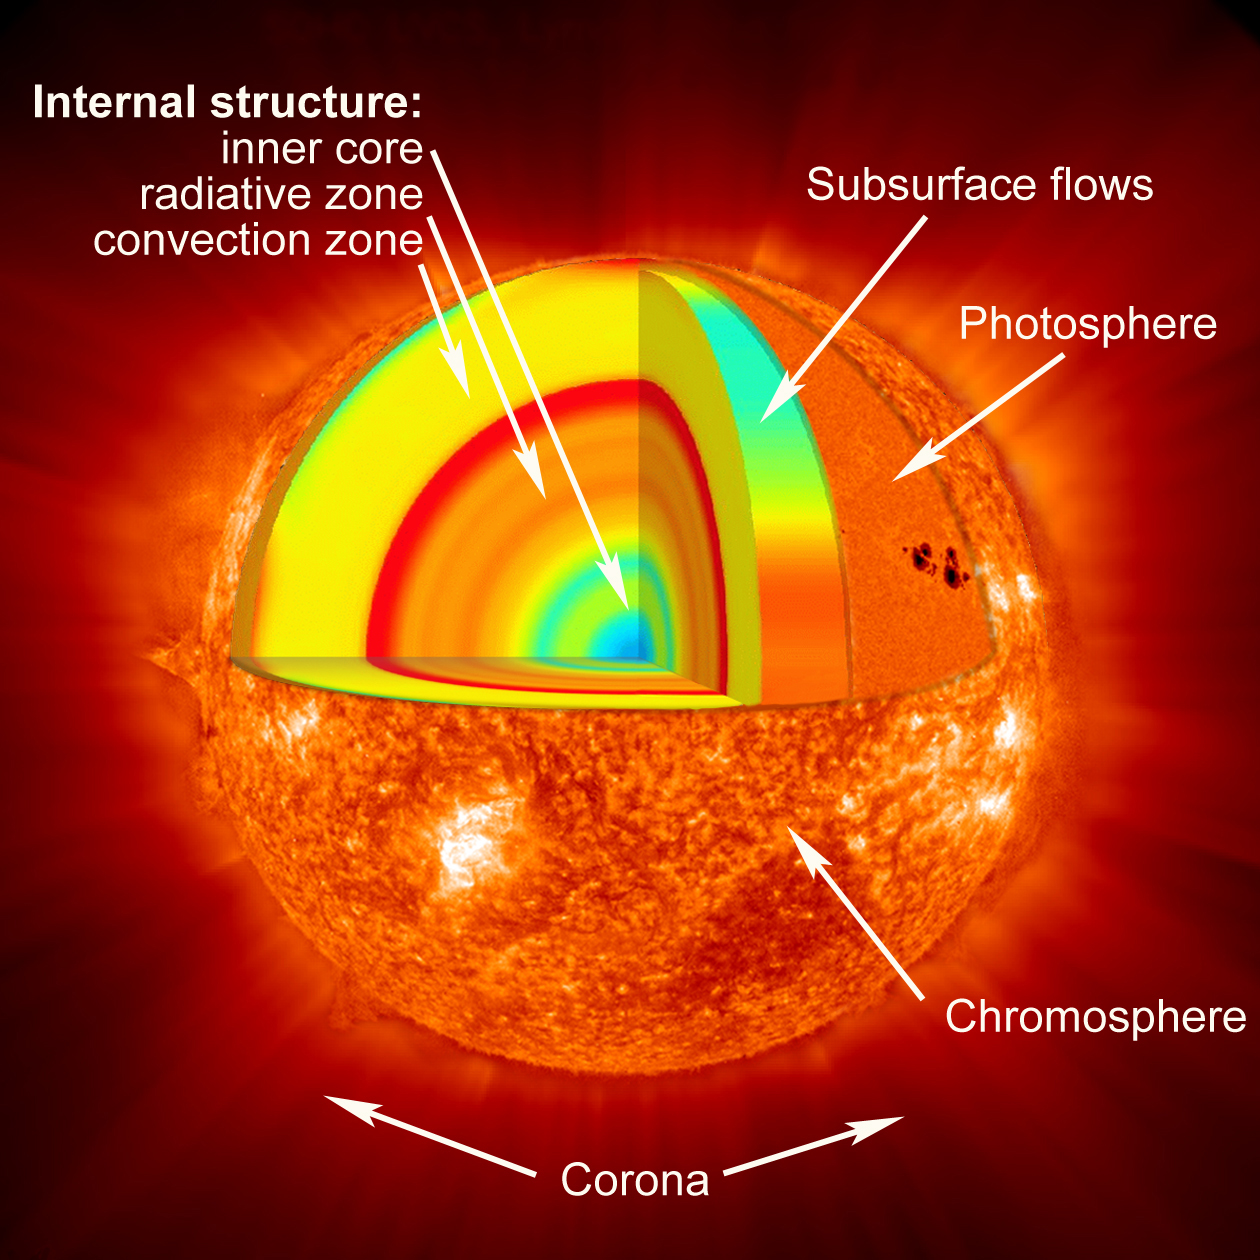 Internal structure:
inner core
radiative zone
convection zone
Subsurface flows
Photosphere
Chromosphere
Corona